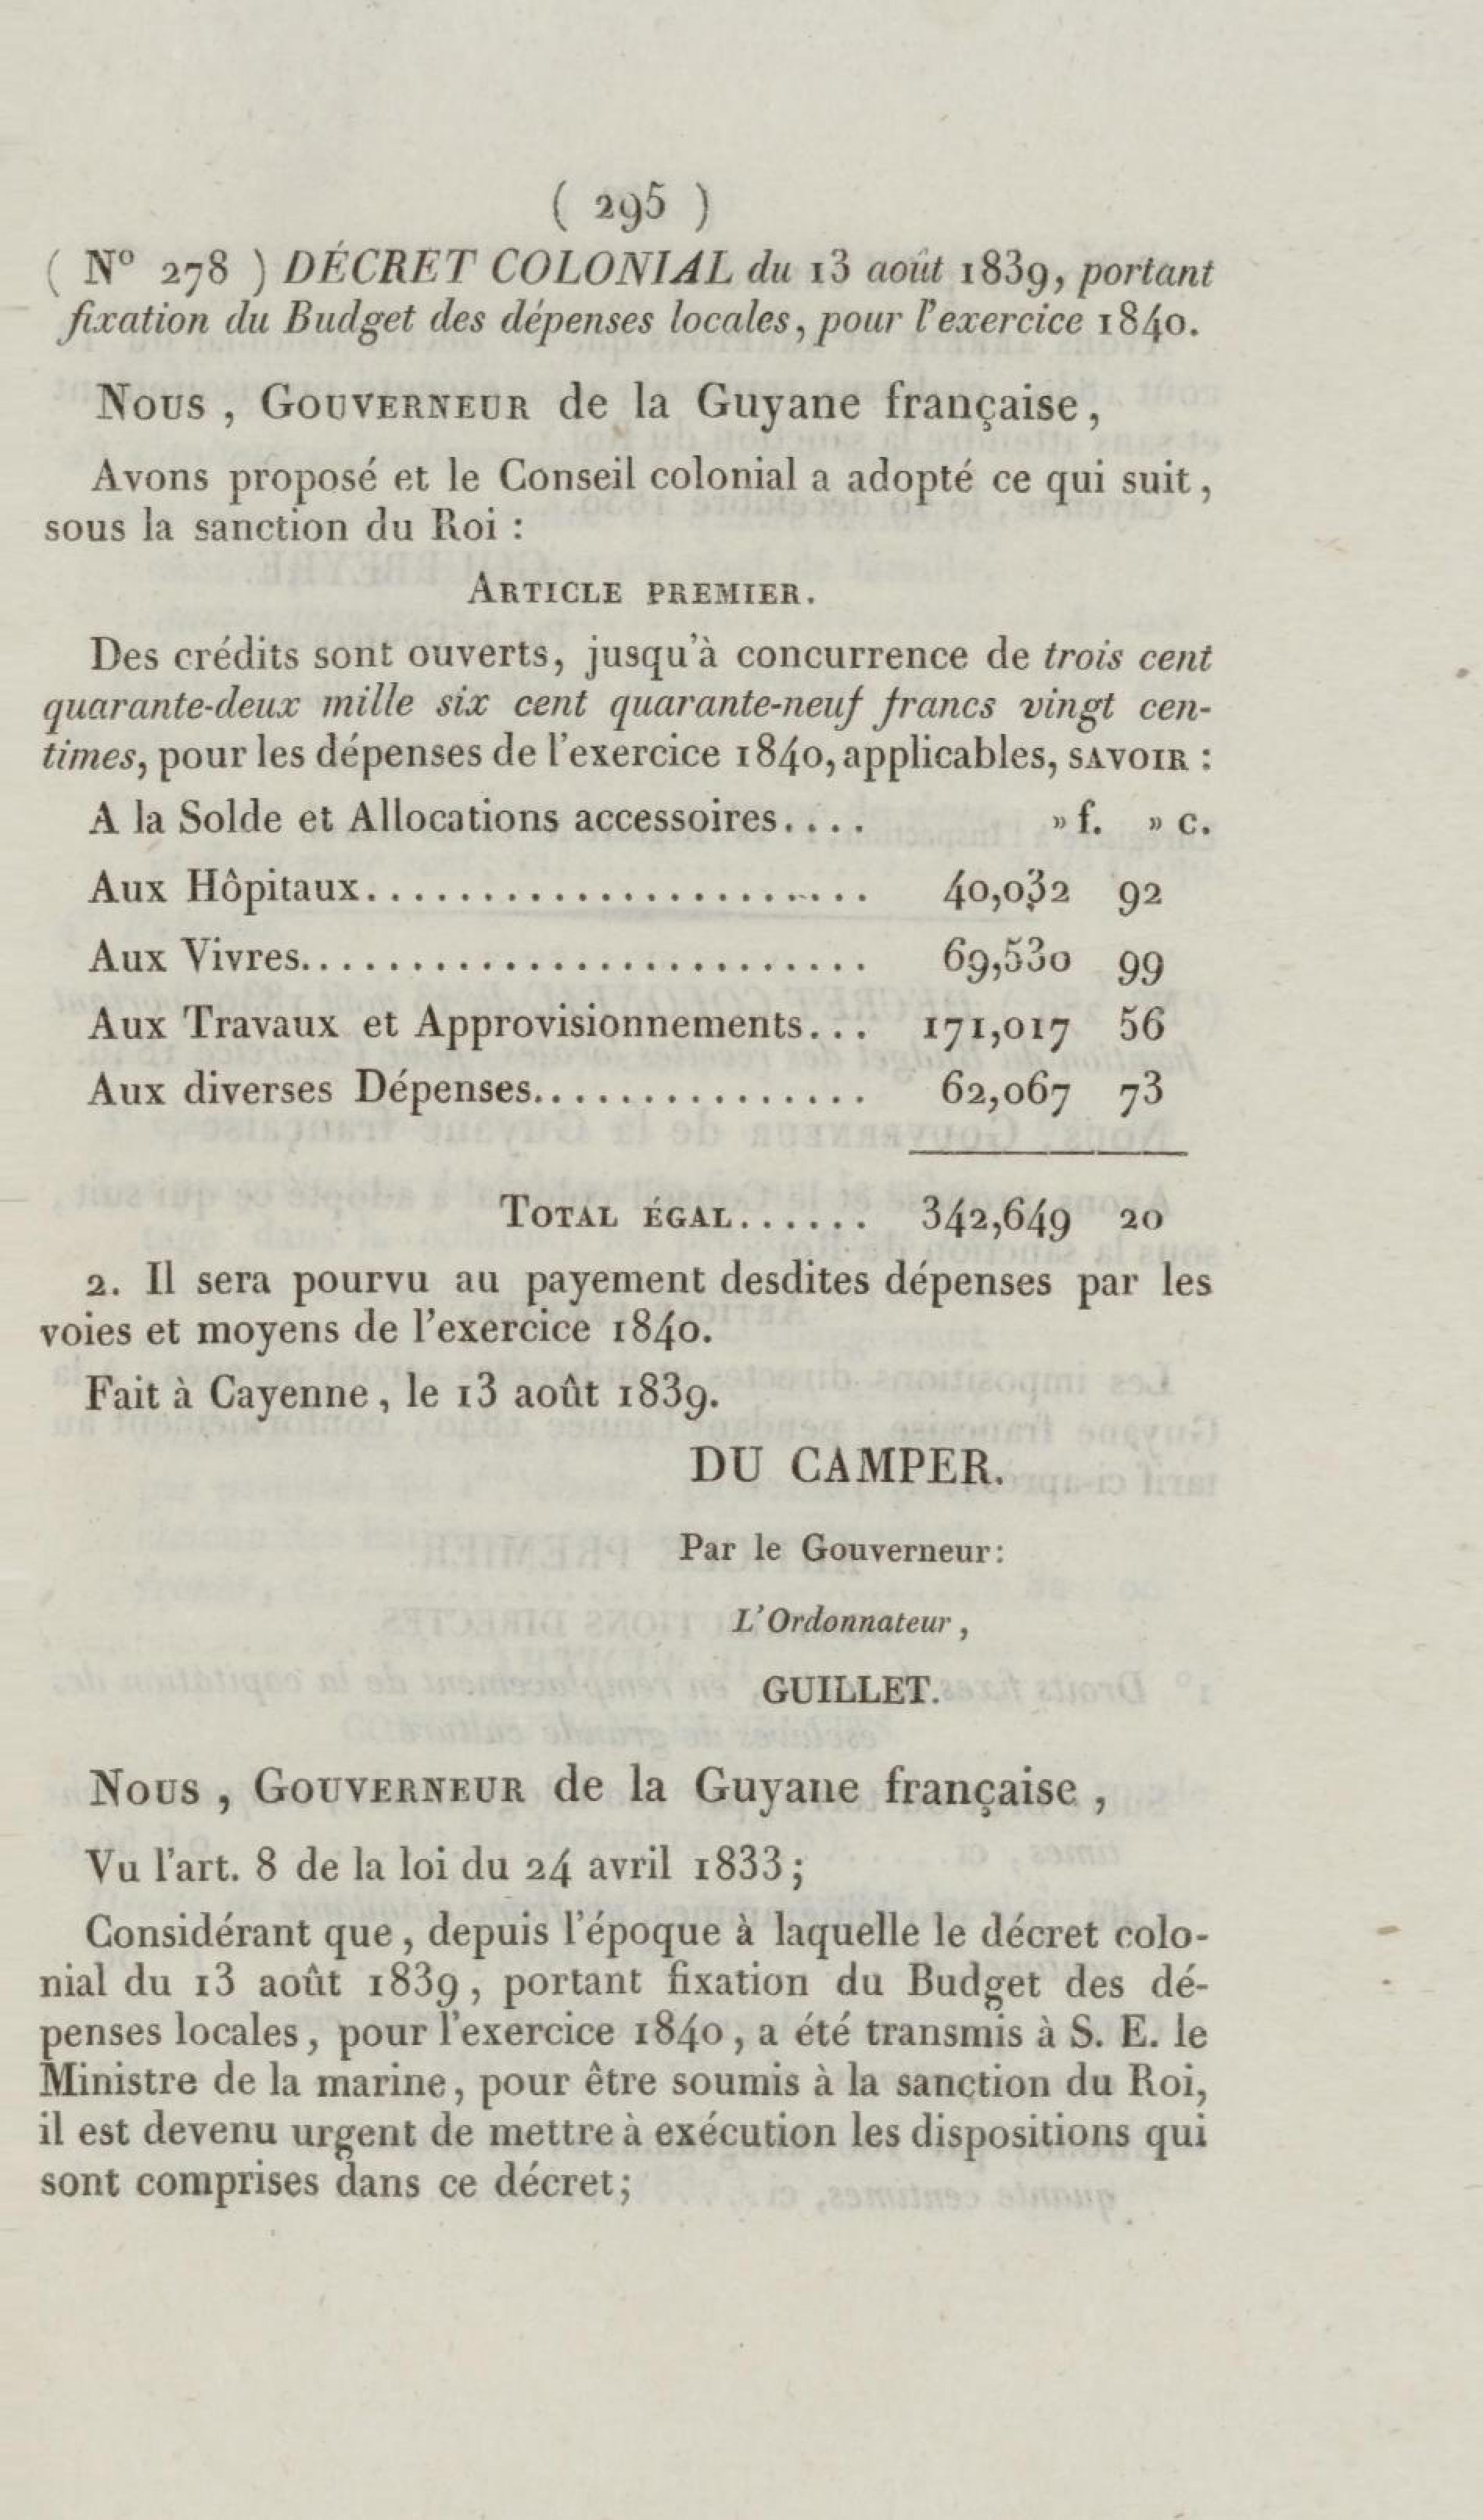 ( 295 )
( N° 278 ) DÉCRET COLONIAL du 13 août 1839, portant
fixation du Budget des dépenses locales, pour l'exercice 1840.
Nous, Gouverneur de la Guyane française,
Avons proposé et le Conseil colonial a adopté ce qui suit,
sous la sanction du Roi :
Article premier.
Des crédits sont ouverts, jusqu'à concurrence de trois cent
quarante-deux mille six cent quarante-neuf francs vingt cen-
times, pour les dépenses de l'exercice 1840, applicables, savoir :
A la Solde et Allocations accessoires.... » f. » c.
Aux Hôpitaux...................... 40,032 92
Aux Vivres......................... 69,530 99
Aux Travaux et Approvisionnements... 171,017 56
Aux diverses Dépenses............... 62,067 73
Total égal...... 342,649 20
2. Il sera pourvu au payement desdites dépenses par les
voies et moyens de l'exercice 1840.
Fait à Cayenne, le 13 août 1839.
DU CAMPER.
Par le Gouverneur:
L'Ordonnateur,
GUILLET.
Nous, Gouverneur de la Guyane française,
Vu l'art. 8 de la loi du 24 avril 1833;
Considérant que, depuis l'époque à laquelle le décret colo-
nial du 13 août 1839, portant fixation du Budget des dé-
penses locales, pour l'exercice 1840, a été transmis à S. E. le
Ministre de la marine, pour être soumis à la sanction du Roi,
il est devenu urgent de mettre à exécution les dispositions qui
sont comprises dans ce décret;